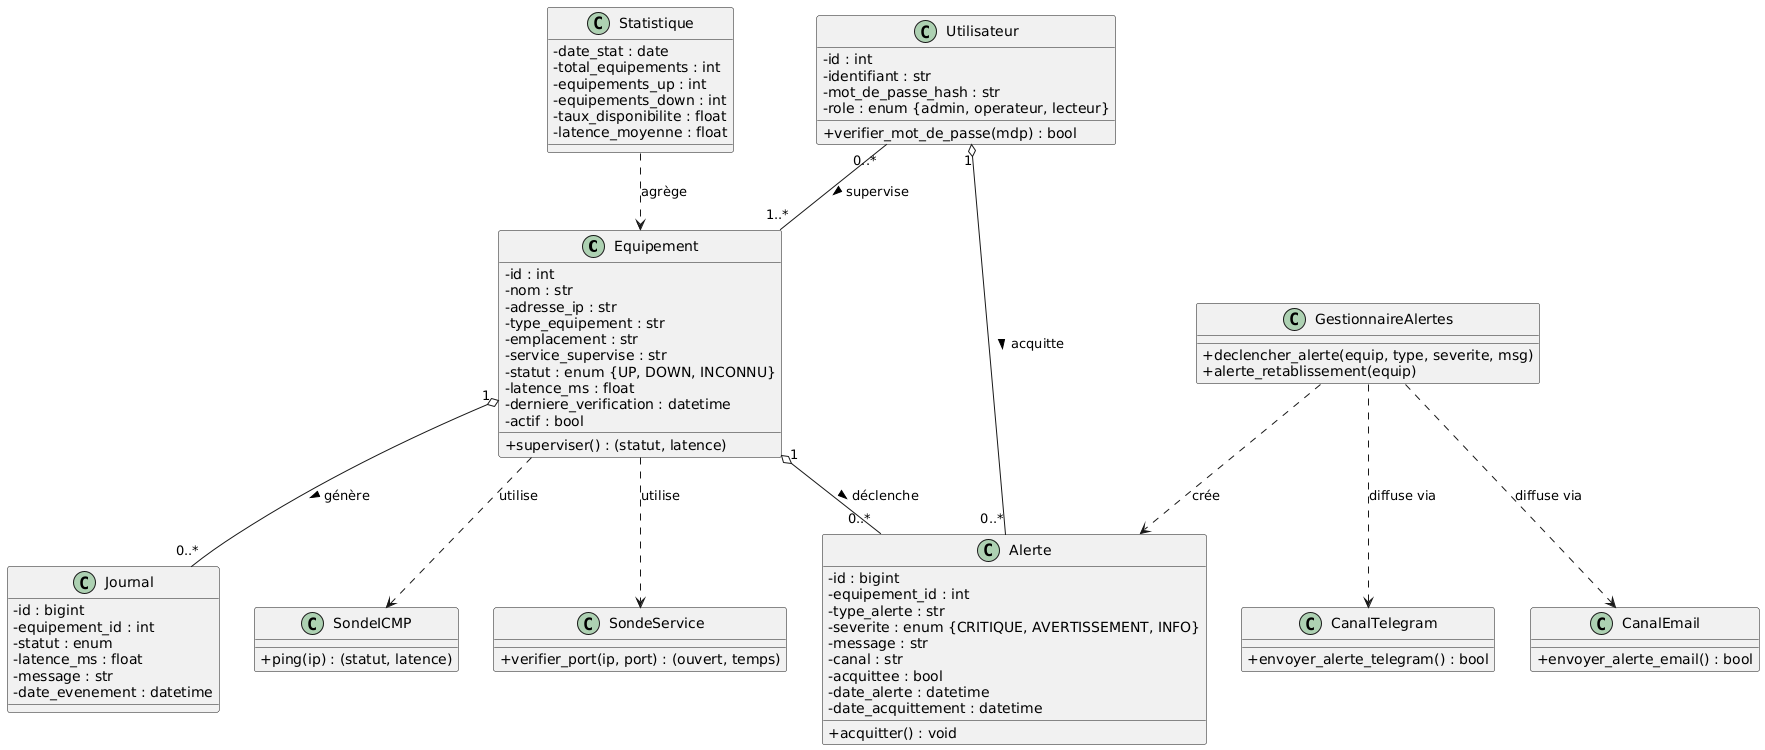 C Statistique
-date_stat : date
-total_equipements : int
-equipements_up : int
-equipements_down : int
-taux_disponibilite : float
-latence_moyenne : float
C Utilisateur
-id : int
-identifiant : str
-mot_de_passe_hash : str
-role : enum {admin, operateur, lecteur}
+verifier_mot_de_passe(mdp) : bool
0..*
1
agrège
supervise
1..*
C Equipement
-id : int
-nom : str
-adresse_ip : str
-type_equipement : str
-emplacement : str
-service_supervise : str
-statut : enum {UP, DOWN, INCONNU}
-latence_ms : float
-derniere_verification : datetime
-actif : bool
+superviser() : (statut, latence)
acquitte
C GestionnaireAlertes
+declencher_alerte(equip, type, severite, msg)
+alerte_retablissement(equip)
1
1
génère
utilise
utilise
déclenche
crée
diffuse via
diffuse via
0..*
0..*
0..*
C Journal
-id : bigint
-equipement_id : int
-statut : enum
-latence_ms : float
-message : str
-date_evenement : datetime
C SondeICMP
+ping(ip) : (statut, latence)
C SondeService
+verifier_port(ip, port) : (ouvert, temps)
C Alerte
-id : bigint
-equipement_id : int
-type_alerte : str
-severite : enum {CRITIQUE, AVERTISSEMENT, INFO}
-message : str
-canal : str
-acquittee : bool
-date_alerte : datetime
-date_acquittement : datetime
+acquitter() : void
C CanalTelegram
+envoyer_alerte_telegram() : bool
C CanalEmail
+envoyer_alerte_email() : bool